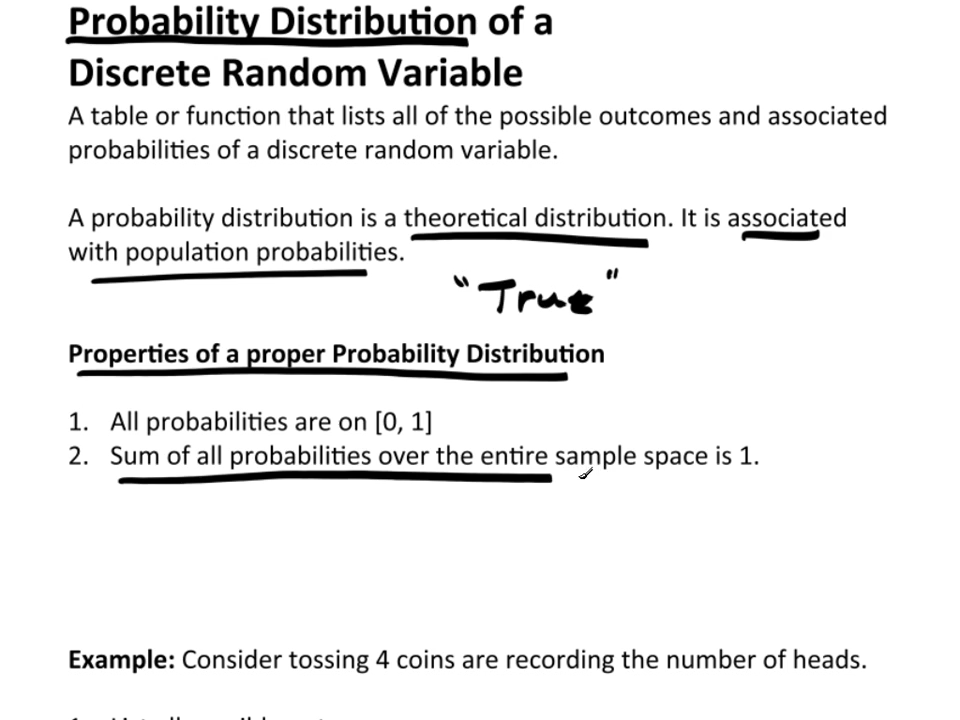 Probability Distribution of a
Discrete Random Variable
A table or function that lists all of the possible outcomes and associated
probabilities of a discrete random variable.
A probability distribution is a theoretical distribution. It is associated
with population probabilities.
"True"
Properties of a proper Probability Distribution
1. All probabilities are on [0, 1]
2. Sum of all probabilities over the entire sample space is 1.
Example: Consider tossing 4 coins are recording the number of heads.